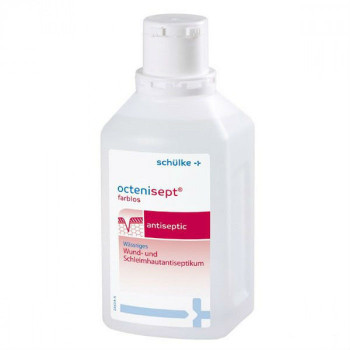 schülke -+
octenisept®
farblos
antiseptic
Wässriges
Wund- und
Schleimhautantiseptikum